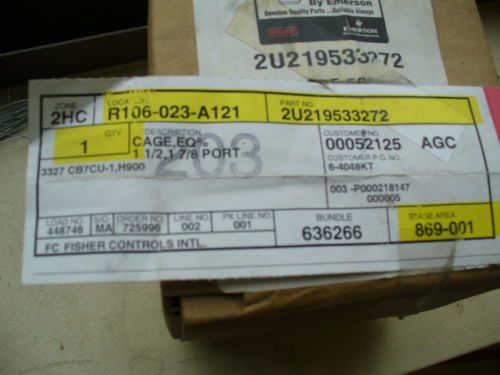 By Emerson
Genuine Quality Parts ...Reliable Always
EMERSON
2U219533272
ZONE
2HC
LOCATION
R106-023-A121
PART NO.
2U219533272
QTY
1
DESCRIPTION
CAGE,EQ%
1 1/2,1 7/8 PORT
203
3327 CB7CU-1,H900
CUSTOMER NO
00052125 AGC
CUSTOMER P.O. NO.
6-4048KT
003 -P000218147
000005
LOAD NO.
448746
S/O
MA
ORDER NO
725996
LINE NO.
002
PK LINE NO.
001
BUNDLE
636266
STAGE AREA
869-001
FC FISHER CONTROLS INTL.